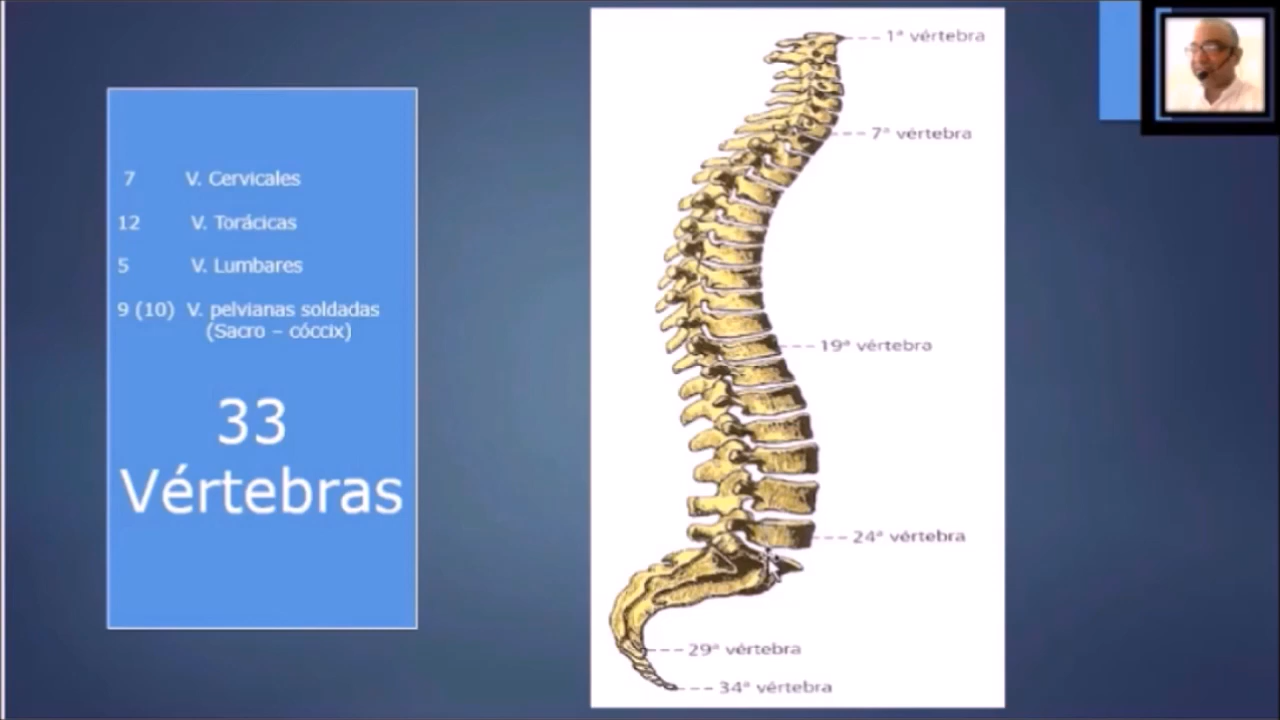 7 V. Cervicales
12 V. Torácicas
5 V. Lumbares
9 (10) V. pelvianas soldadas
(Sacro – cóccix)
33
Vértebras
1ª vértebra
7ª vértebra
19ª vértebra
24ª vértebra
29ª vértebra
34ª vértebra